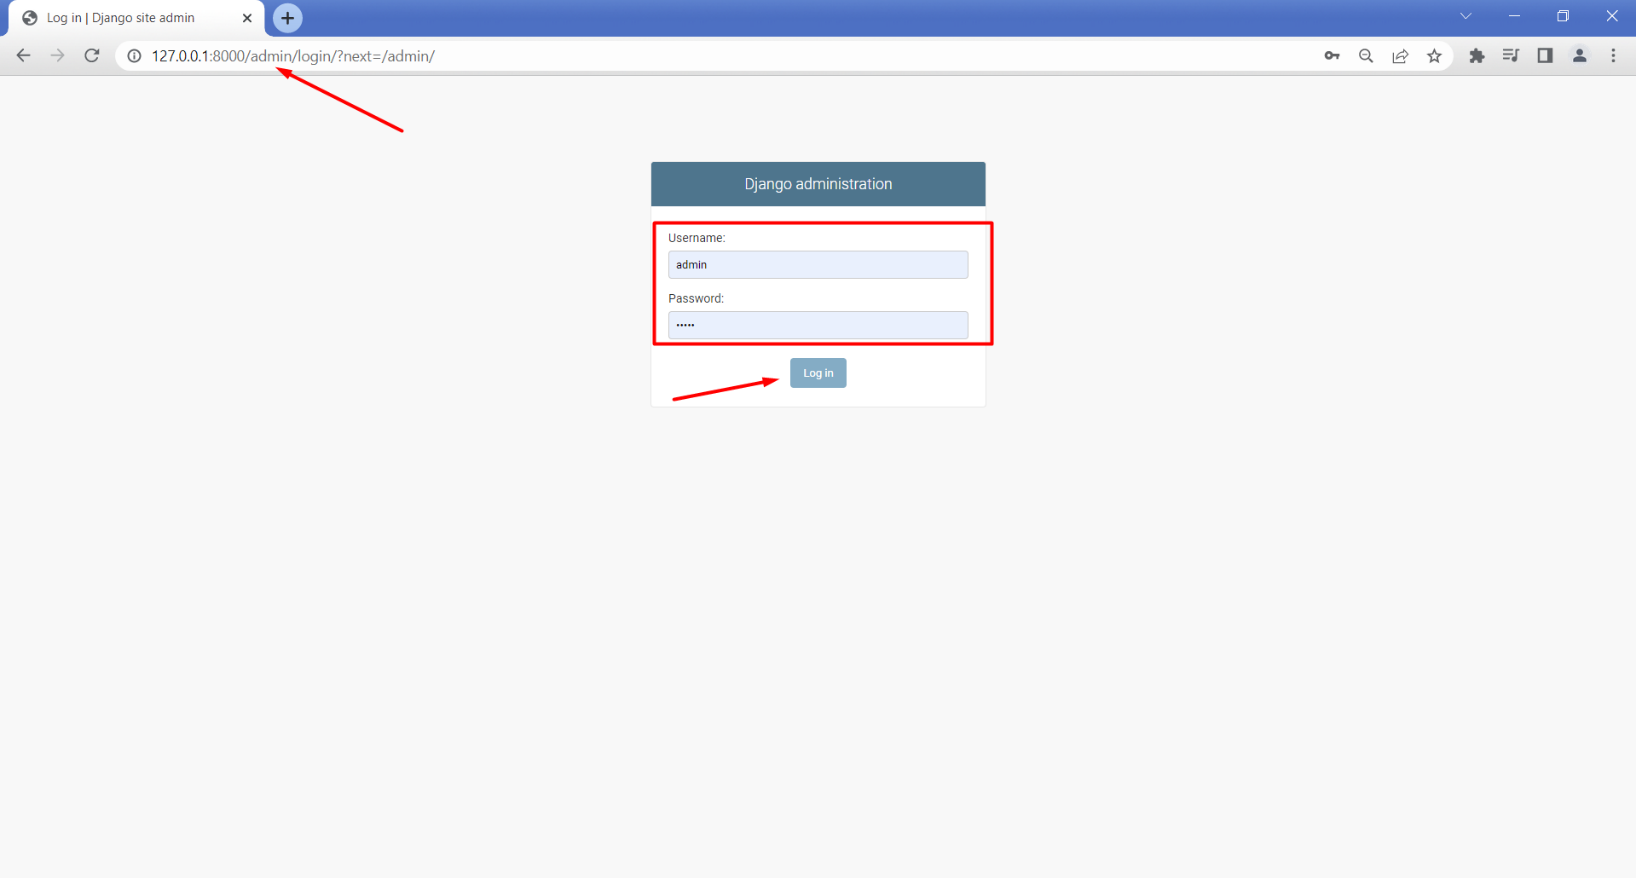 Log in | Django site admin
127.0.0.1:8000/admin/login/?next=/admin/
Django administration
Username:
admin
Password:
•••••
Log in